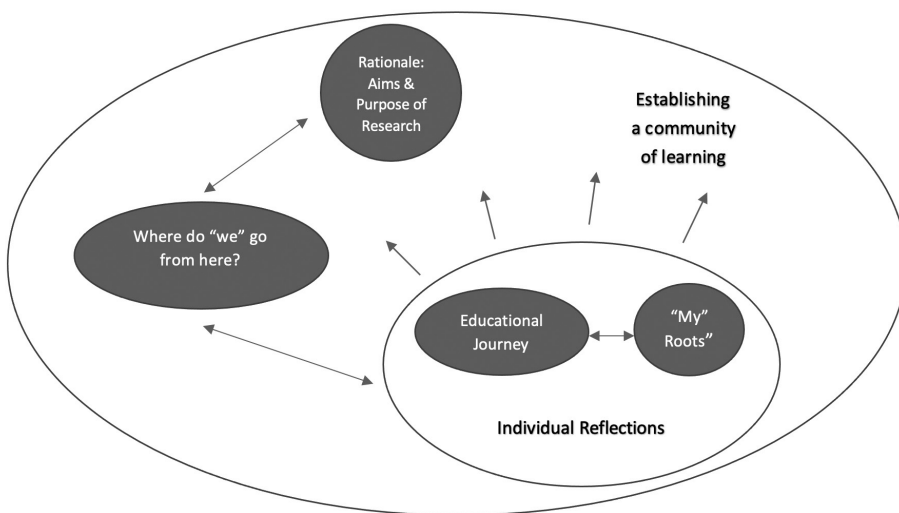 Rationale:
Aims &
Purpose of
Research
Establishing
a community
of learning
Where do “we” go
from here?
Educational
Journey
“My”
Roots”
Individual Reflections